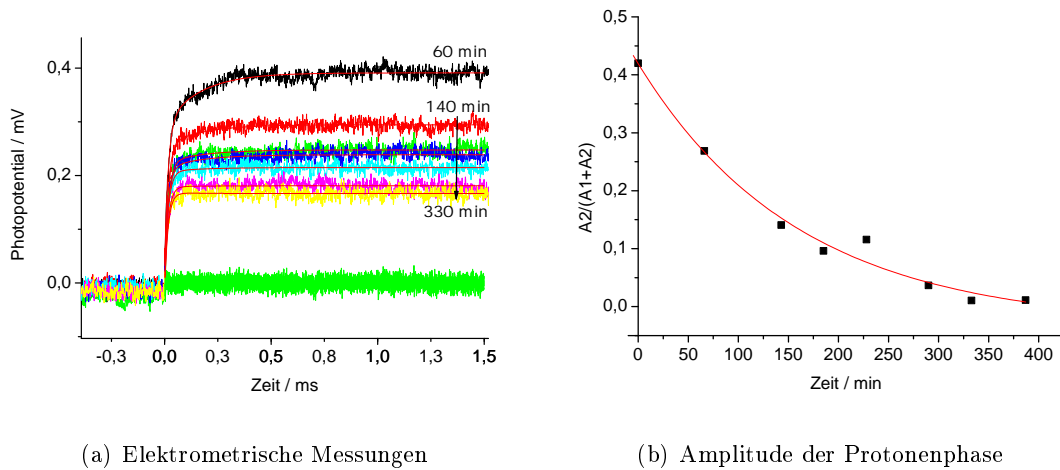 60 min
140 min
330 min
Photopotential / mV
0,4
0,2
0,0
-0,3
0,0
0,3
0,5
0,8
1,0
1,3
1,5
Zeit / ms
(a) Elektrometrische Messungen
A2/(A1+A2)
0,5
0,4
0,3
0,2
0,1
0,0
0
50
100
150
200
250
300
350
400
Zeit / min
(b) Amplitude der Protonenphase